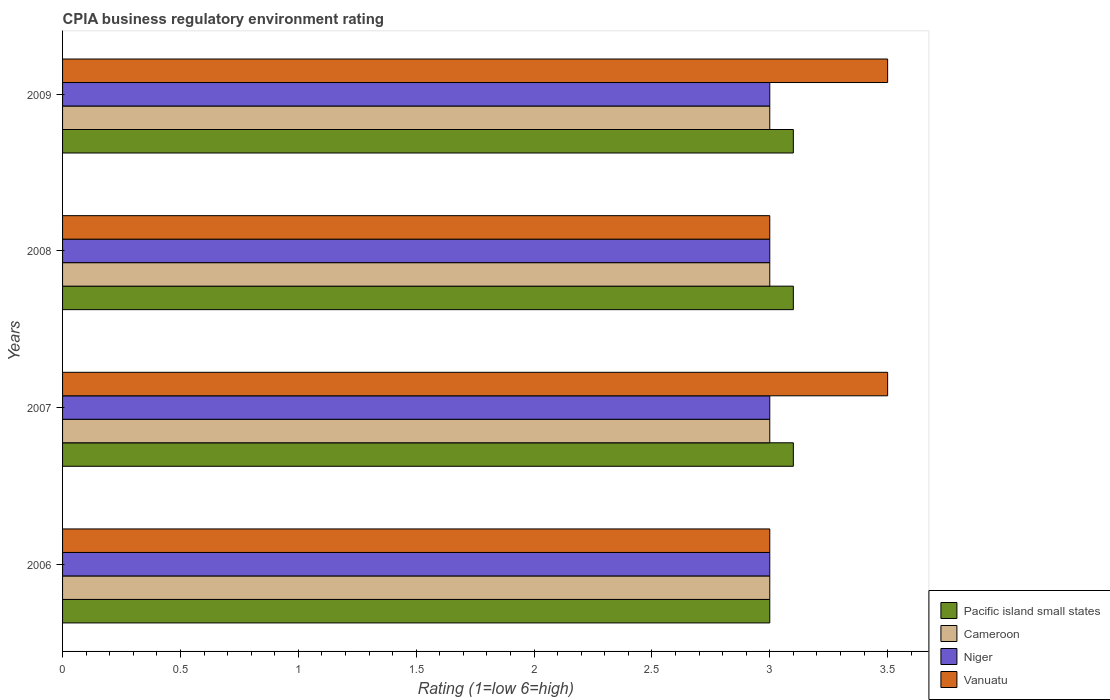 CPIA business regulatory environment rating
2009
2008
2007
2006
Years
0
0.5
1
1.5
2
2.5
3
3.5
Rating (1=low 6=high)
Pacific island small states
Cameroon
Niger
Vanuatu